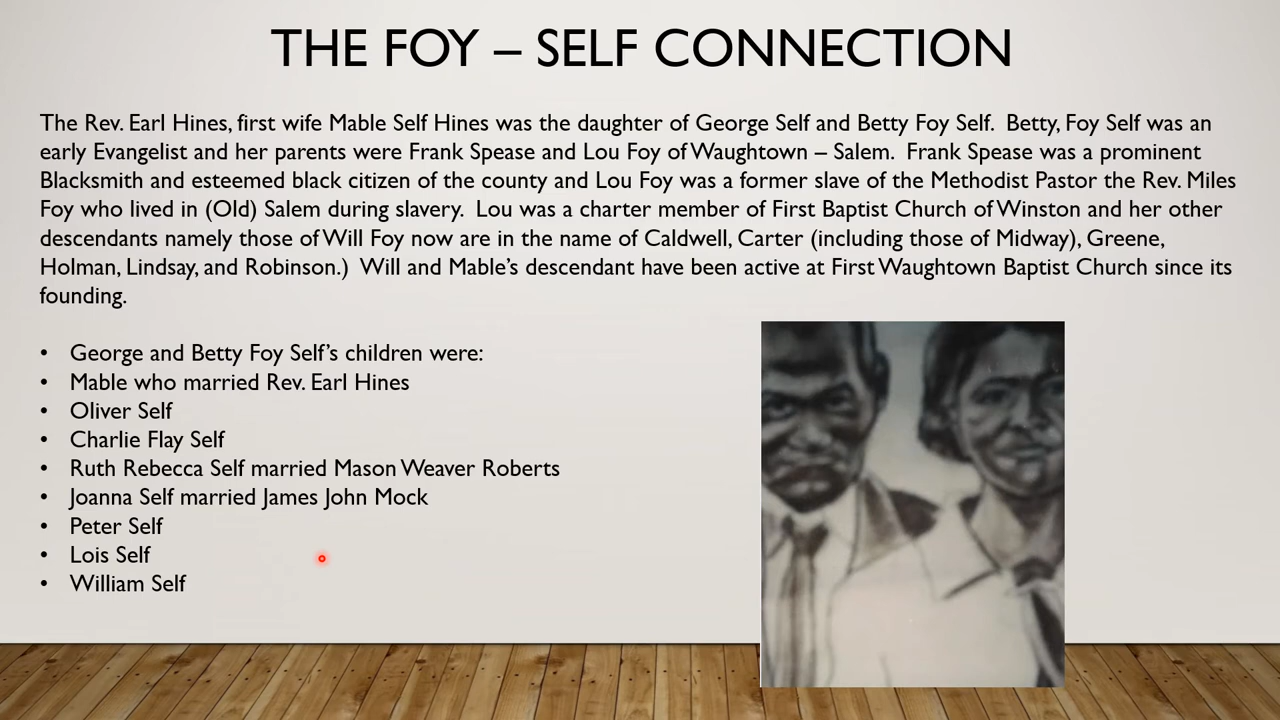 THE FOY – SELF CONNECTION
The Rev. Earl Hines, first wife Mable Self Hines was the daughter of George Self and Betty Foy Self.  Betty, Foy Self was an
early Evangelist and her parents were Frank Spease and Lou Foy of Waughtown – Salem.  Frank Spease was a prominent
Blacksmith and esteemed black citizen of the county and Lou Foy was a former slave of the Methodist Pastor the Rev. Miles
Foy who lived in (Old) Salem during slavery.  Lou was a charter member of First Baptist Church of Winston and her other
descendants namely those of Will Foy now are in the name of Caldwell, Carter (including those of Midway), Greene,
Holman, Lindsay, and Robinson.)  Will and Mable’s descendant have been active at First Waughtown Baptist Church since its
founding.
• George and Betty Foy Self’s children were:
• Mable who married Rev. Earl Hines
• Oliver Self
• Charlie Flay Self
• Ruth Rebecca Self married Mason Weaver Roberts
• Joanna Self married James John Mock
• Peter Self
• Lois Self
• William Self